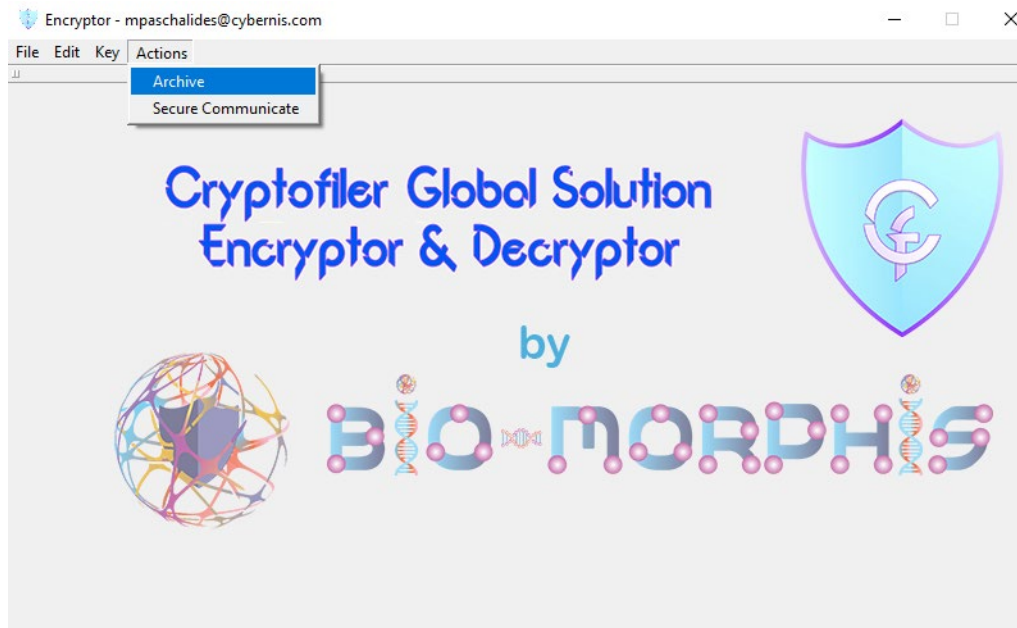 Encryptor - mpaschalides@cybernis.com
File Edit Key Actions
Archive
Secure Communicate
Cryptofiler Global Solution
Encryptor & Decryptor
by
BIO-MORPHIS